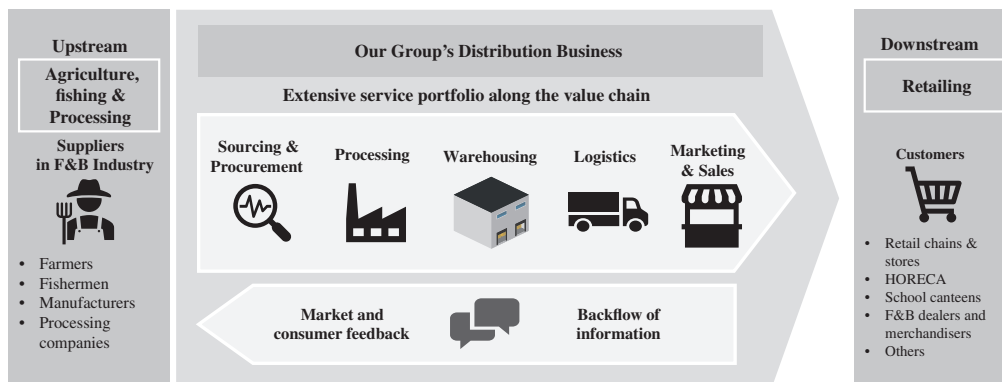 Upstream
Agriculture,
fishing &
Processing
Suppliers
in F&B Industry
• Farmers
• Fishermen
• Manufacturers
• Processing
companies
Our Group's Distribution Business
Extensive service portfolio along the value chain
Sourcing &
Procurement
Processing
Warehousing
Logistics
Marketing
& Sales
Market and
consumer feedback
Backflow of
information
Downstream
Retailing
Customers
• Retail chains &
stores
• HORECA
• School canteens
• F&B dealers and
merchandisers
• Others